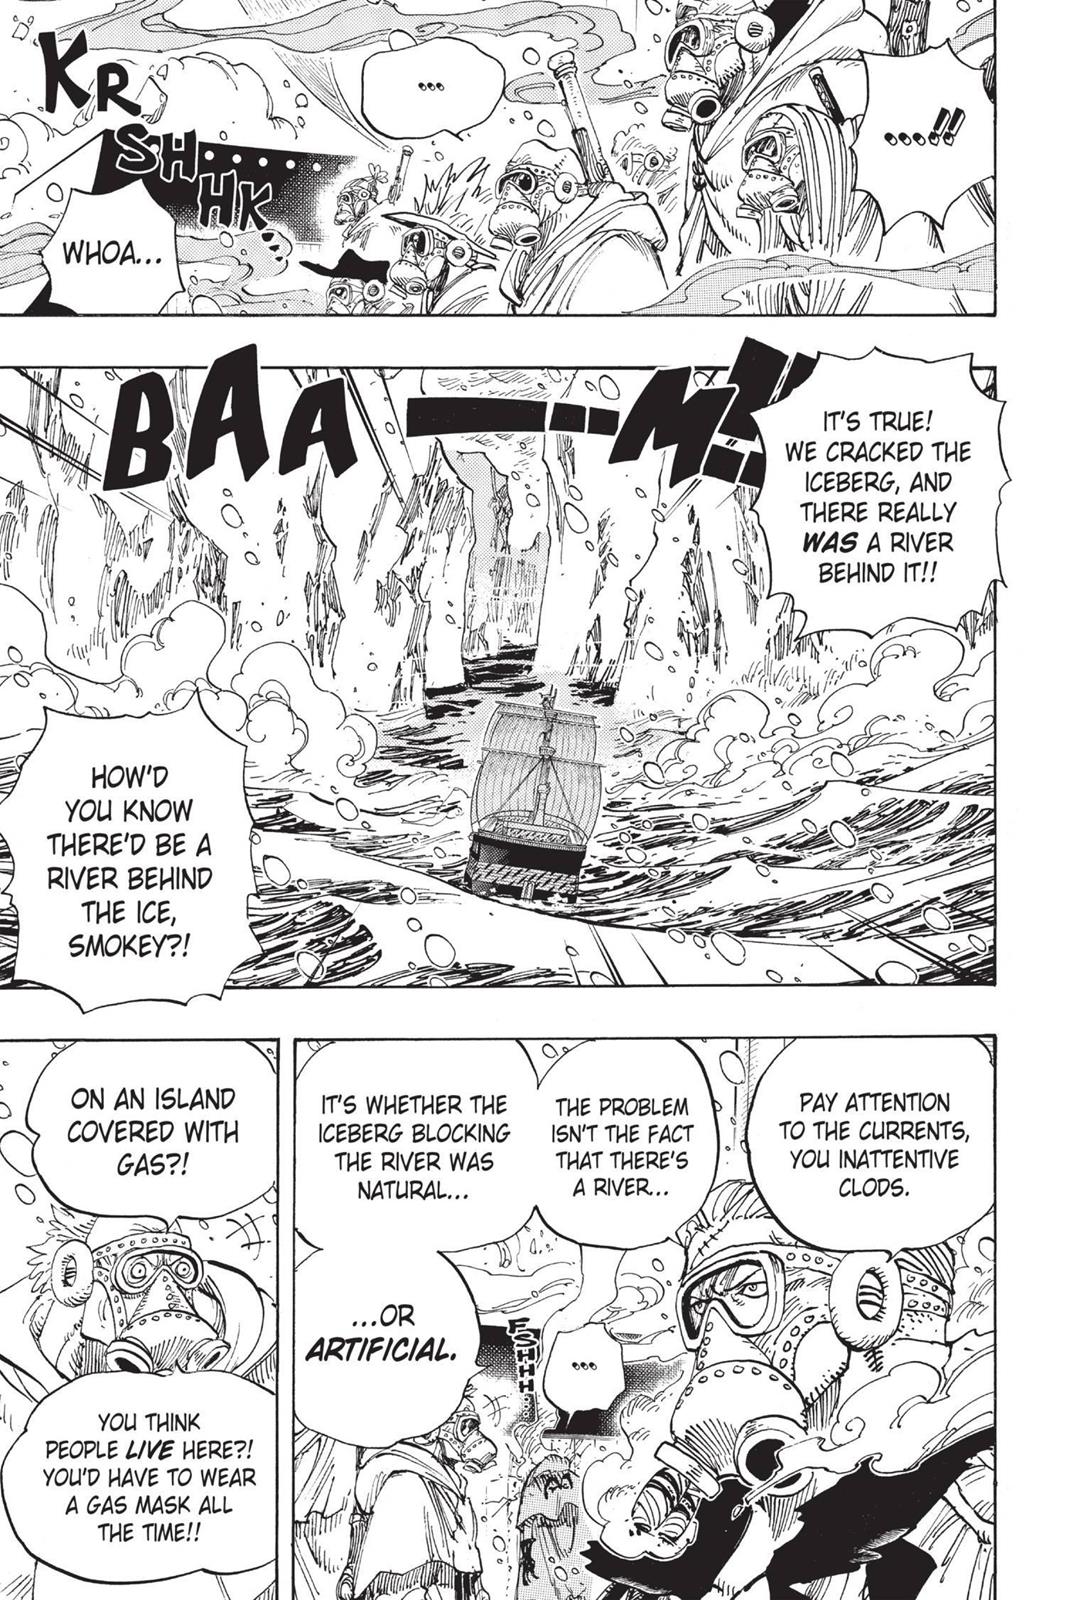 ...!!
...
KRSHHHK
WHOA...
BAA—M!!
IT'S TRUE!
WE CRACKED THE
ICEBERG, AND
THERE REALLY
WAS A RIVER
BEHIND IT!!
HOW'D
YOU KNOW
THERE'D BE A
RIVER BEHIND
THE ICE,
SMOKEY?!
PAY ATTENTION
TO THE CURRENTS,
YOU INATTENTIVE
CLODS.
THE PROBLEM
ISN'T THE FACT
THAT THERE'S
A RIVER...
IT'S WHETHER THE
ICEBERG BLOCKING
THE RIVER WAS
NATURAL...
...OR
ARTIFICIAL.
FSHHH...
...
ON AN ISLAND
COVERED WITH
GAS?!
YOU THINK
PEOPLE LIVE HERE?!
YOU'D HAVE TO WEAR
A GAS MASK ALL
THE TIME!!